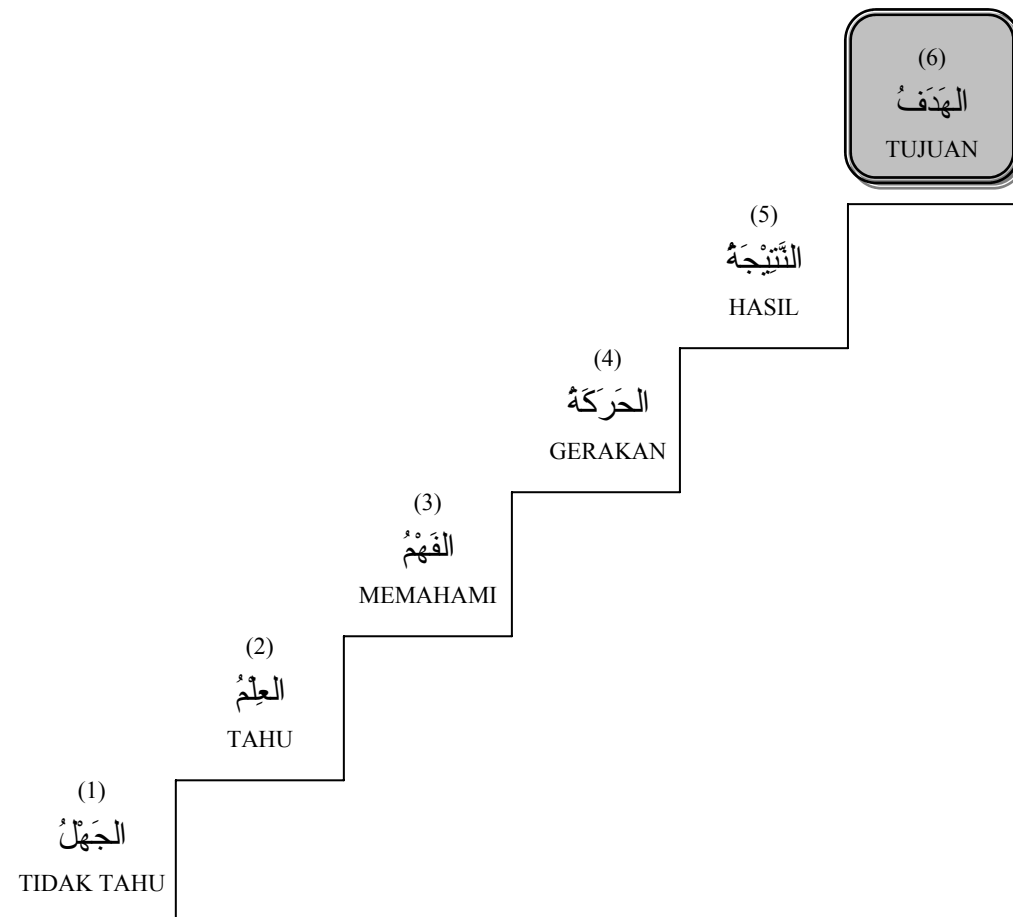 (6)
الهَدَفُ
TUJUAN
(5)
النَّتِيْجَةُ
HASIL
(4)
الحَرَكَةُ
GERAKAN
(3)
الفَهْمُ
MEMAHAMI
(2)
العِلْمُ
TAHU
(1)
الجَهْلُ
TIDAK TAHU